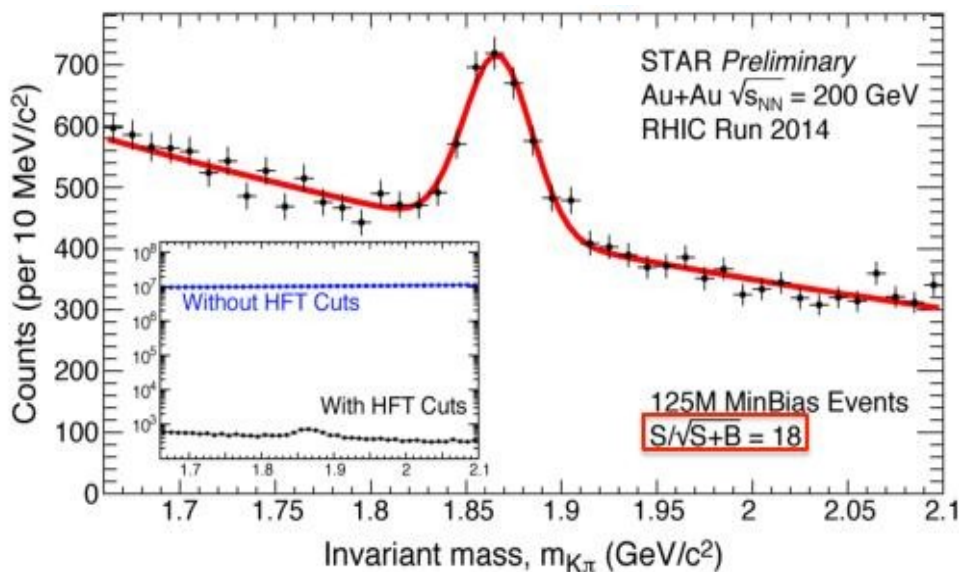 STAR Preliminary
Au+Au √sNN = 200 GeV
RHIC Run 2014
Counts (per 10 MeV/c2)
700
600
500
400
300
200
100
0
10⁸
10⁷
10⁶
10⁵
10⁴
10³
Without HFT Cuts
With HFT Cuts
1.7 1.8 1.9 2 2.1
125M MinBias Events
S/√S+B = 18
1.7 1.75 1.8 1.85 1.9 1.95 2 2.05 2.1
Invariant mass, mKπ (GeV/c²)